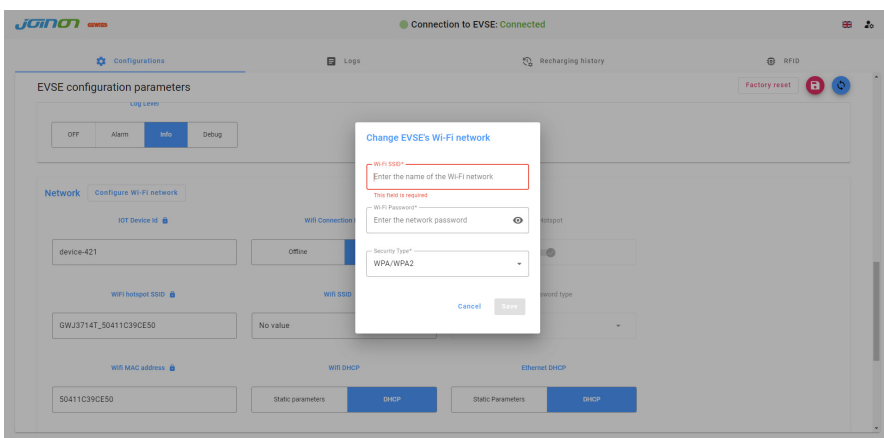 JOINON GEWISS
Connection to EVSE: Connected
Configurations
Logs
Recharging history
RFID
EVSE configuration parameters
Factory reset
Log Level
OFF Alarm Info Debug
Network Configure Wi-Fi network
IOT Device Id
Wifi Connection
Hotspot
device-421
Offline
WiFi hotspot SSID
Wifi SSID
GWJ3714T_50411C39CE50
No value
Wifi MAC address
Wifi DHCP
Ethernet DHCP
50411C39CE50
Static parameters DHCP
Static Parameters DHCP
Change EVSE's Wi-Fi network
Wi-Fi SSID*
Enter the name of the Wi-Fi network
This field is required
Wi-Fi Password*
Enter the network password
Security Type*
WPA/WPA2
Cancel Save